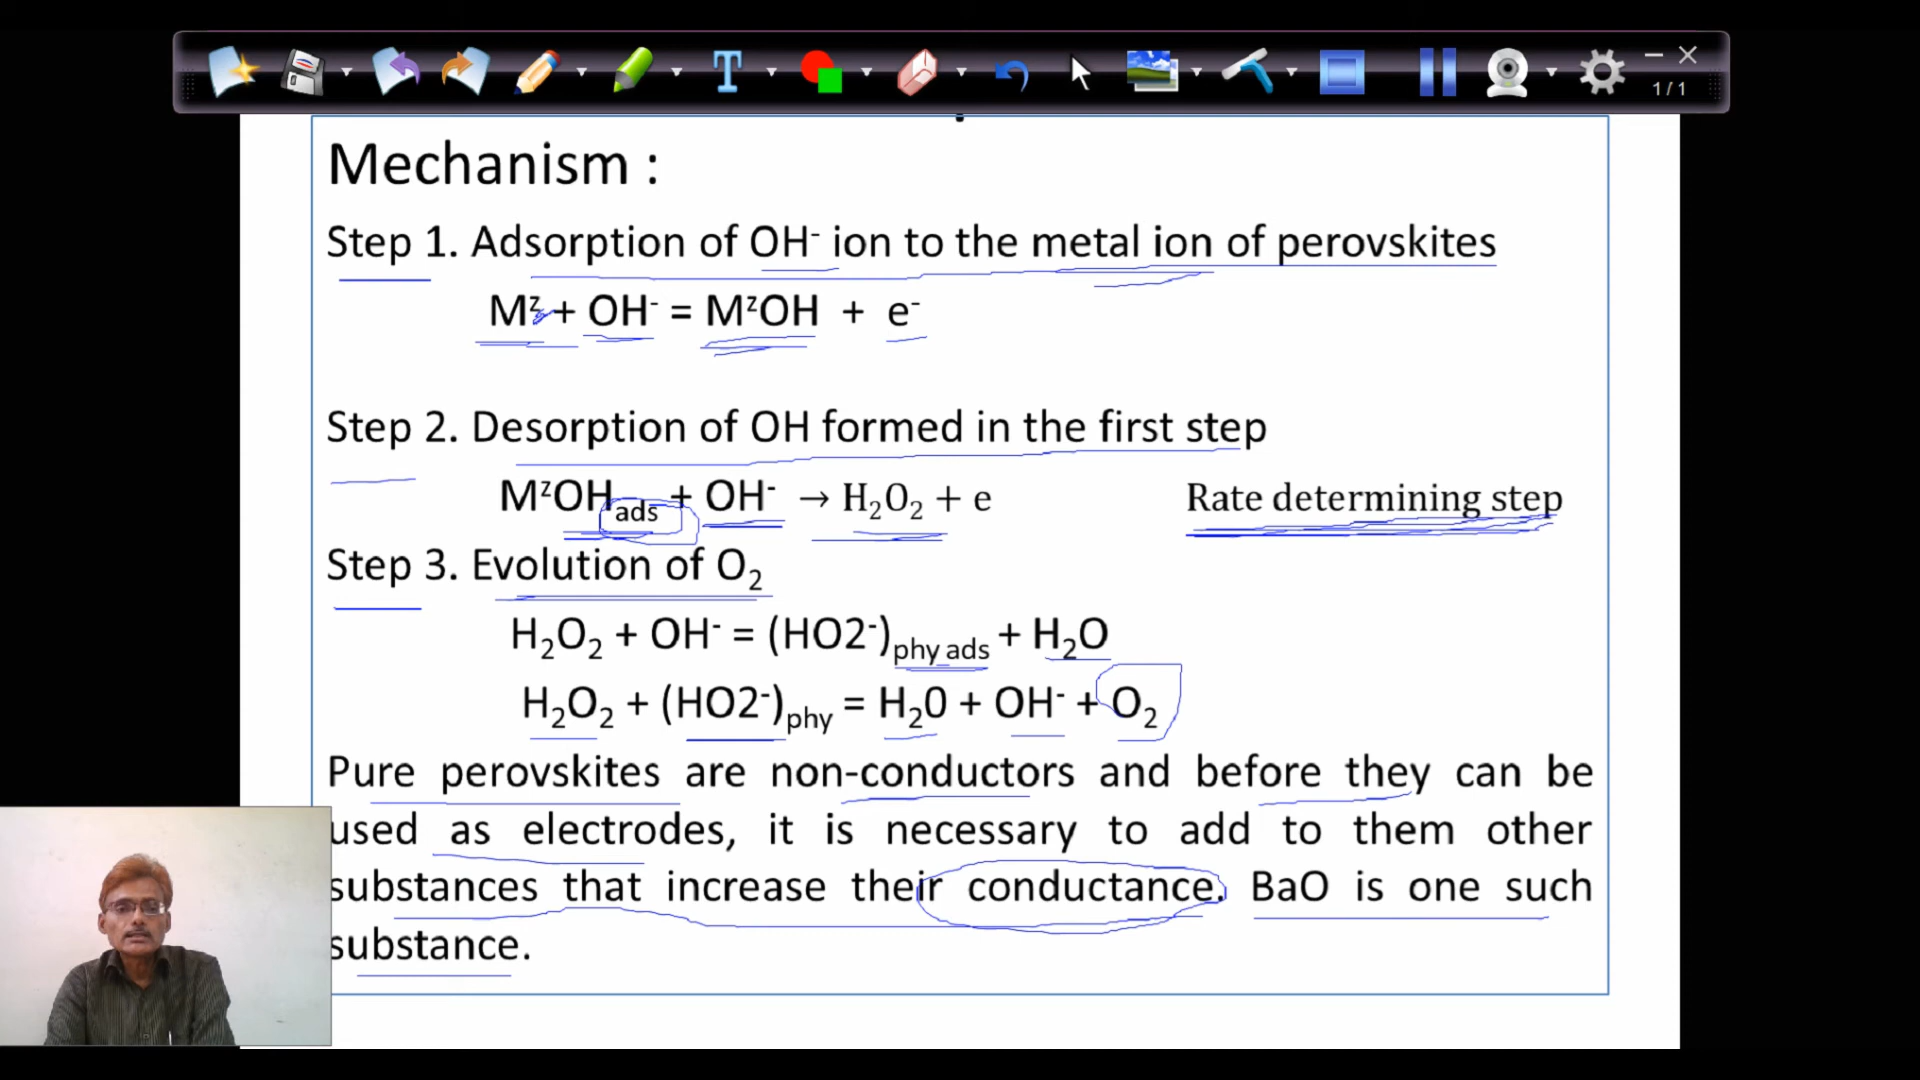 1/1
Mechanism :
Step 1. Adsorption of OH⁻ ion to the metal ion of perovskites
Mᶻ + OH⁻ = MᶻOH + e⁻
Step 2. Desorption of OH formed in the first step
MᶻOH ads + OH⁻ → H₂O₂ + e Rate determining step
Step 3. Evolution of O₂
H₂O₂ + OH⁻ = (HO2⁻)phy ads + H₂O
H₂O₂ + (HO2⁻)phy = H₂0 + OH⁻ + O₂
Pure perovskites are non-conductors and before they can be
used as electrodes, it is necessary to add to them other
substances that increase their conductance. BaO is one such
substance.